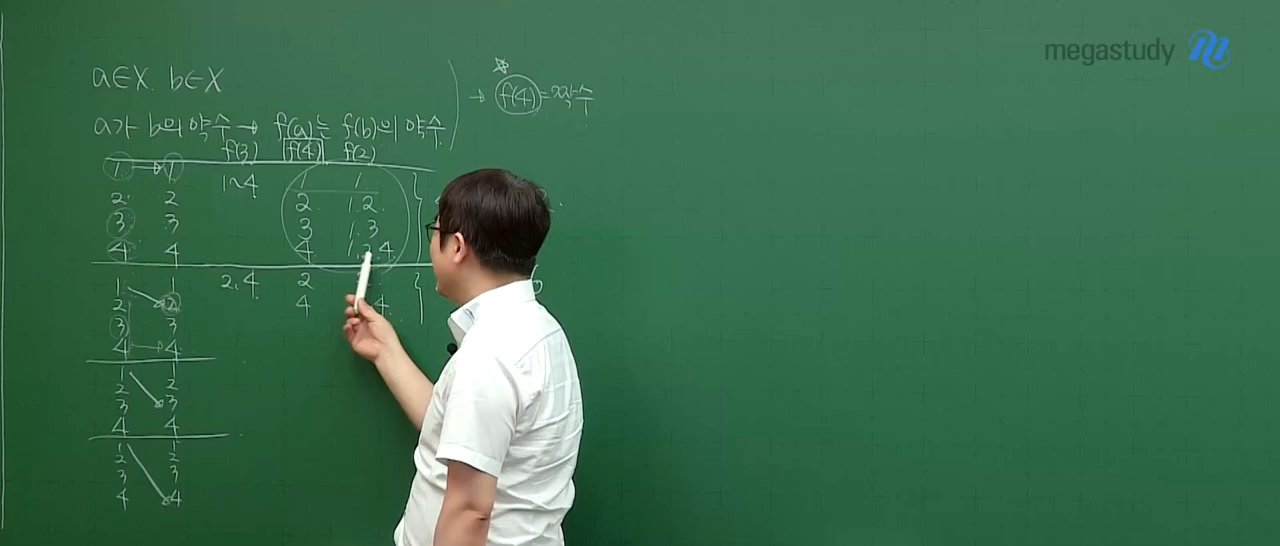 megastudy
a∈X b∈X
a가 b의 약수 → f(a)는 f(b)의 약수
→ f(4)=짝수
f(3) f(4) f(2)
1 → 1 1~4 1 1
2 2 2 1.2
3 3 3 1.3
4 4 4 1.2.4
1 1 2,4 2
2 2 4 4
3 3
4 → 4
1 1
2 2
3 3
4 4
1 1
2 2
3 3
4 4